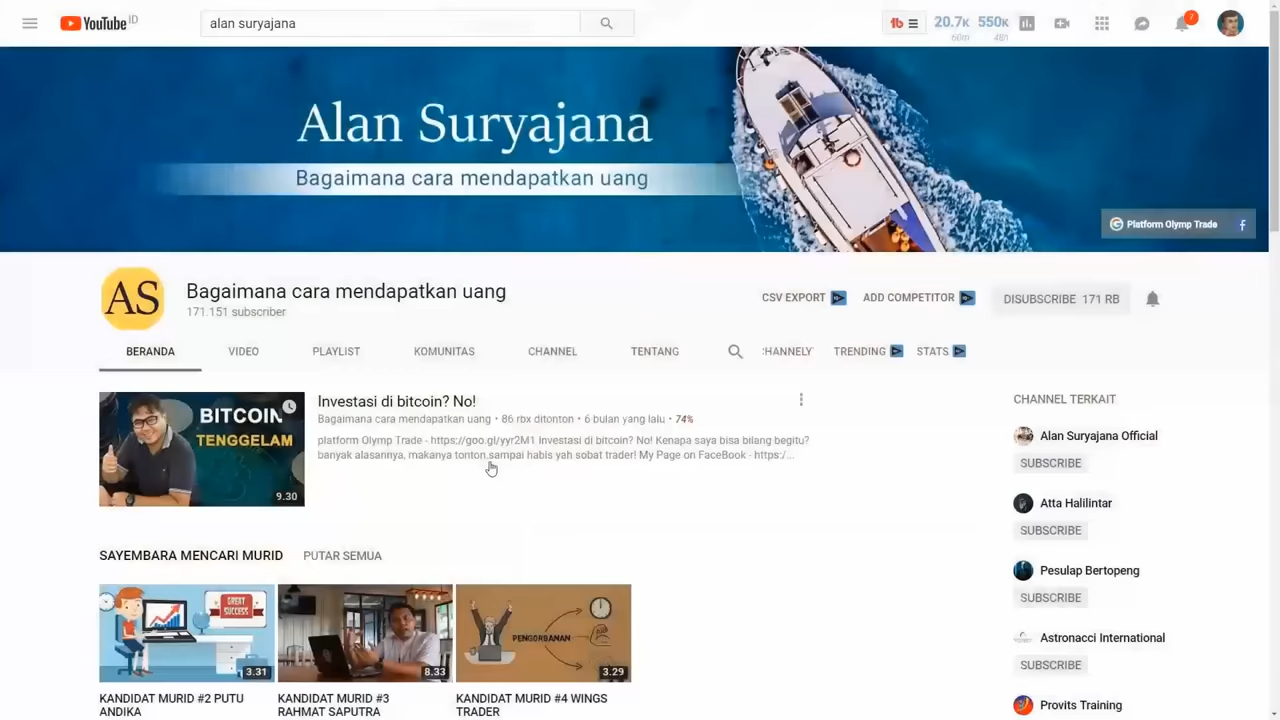 YouTube ID
alan suryajana
tb
20.7K
60m
550K
48h
7
Alan Suryajana
Bagaimana cara mendapatkan uang
Platform Olymp Trade
f
AS
Bagaimana cara mendapatkan uang
171.151 subscriber
CSV EXPORT
ADD COMPETITOR
DISUBSCRIBE 171 RB
BERANDA
VIDEO
PLAYLIST
KOMUNITAS
CHANNEL
TENTANG
CHANNELY
TRENDING
STATS
BITCOIN
TENGGELAM
9.30
Investasi di bitcoin? No!
Bagaimana cara mendapatkan uang • 86 rbx ditonton • 6 bulan yang lalu • 74%
platform Olymp Trade - https://goo.gl/yyr2M1 Investasi di bitcoin? No! Kenapa saya bisa bilang begitu?
banyak alasannya, makanya tonton sampai habis yah sobat trader! My Page on FaceBook - https:/...
CHANNEL TERKAIT
Alan Suryajana Official
SUBSCRIBE
Atta Halilintar
SUBSCRIBE
Pesulap Bertopeng
SUBSCRIBE
Astronacci International
SUBSCRIBE
Provits Training
SAYEMBARA MENCARI MURID
PUTAR SEMUA
GREAT
SUCCESS
3.31
8.33
PENGORBANAN
3.29
KANDIDAT MURID #2 PUTU
ANDIKA
KANDIDAT MURID #3
RAHMAT SAPUTRA
KANDIDAT MURID #4 WINGS
TRADER